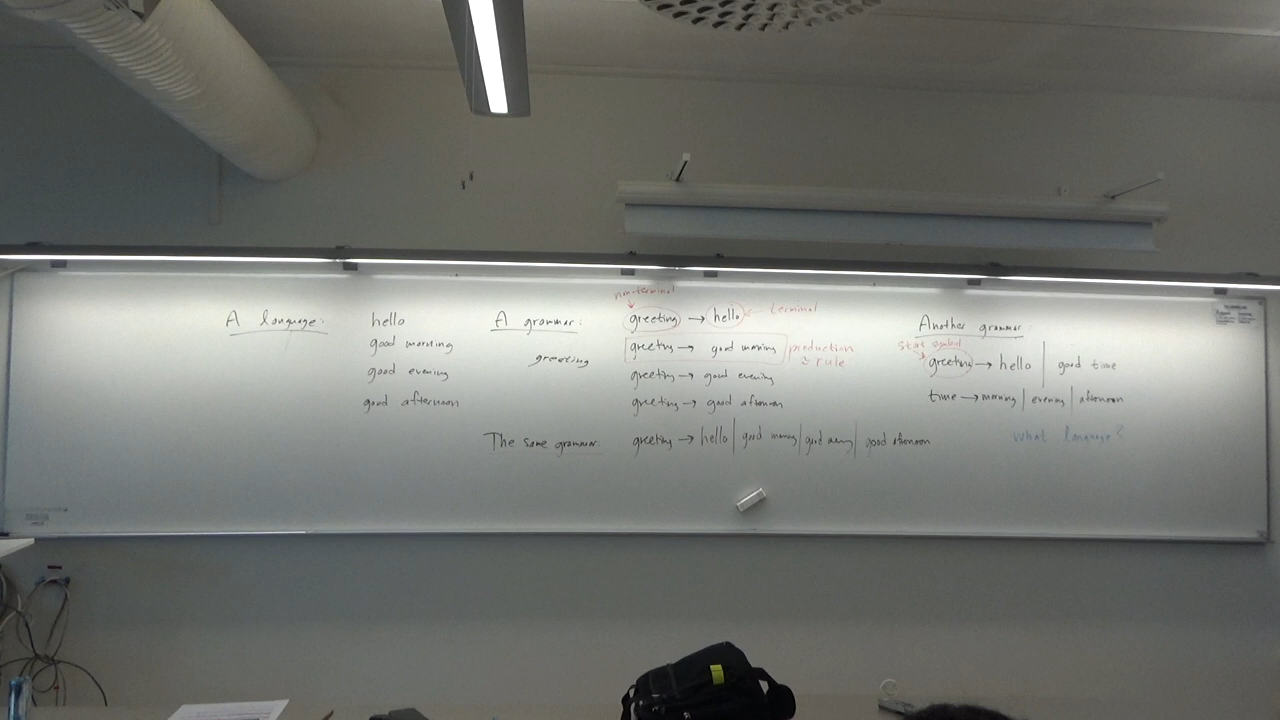 A language:
hello
good morning
good evening
good afternoon
A grammar:
greeting
non-terminal
greeting → hello
terminal
greeting → good morning
production
rule
greeting → good evening
greeting → good afternoon
The same grammar:
greeting → hello | good morning | good evening | good afternoon
Another grammar:
start symbol
greeting → hello | good time
time → morning | evening | afternoon
What language?